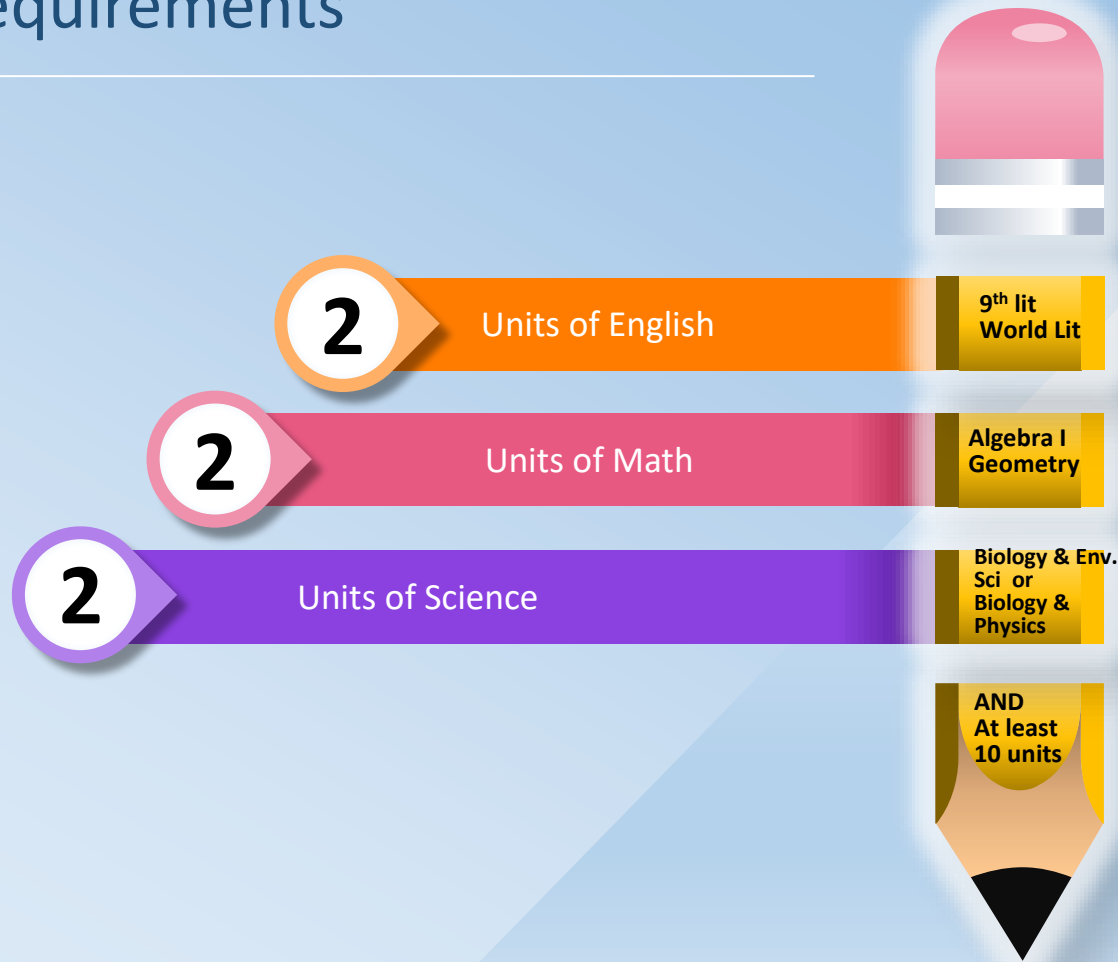 equirements
2
Units of English
9th lit
World Lit
2
Units of Math
Algebra I
Geometry
2
Units of Science
Biology & Env.
Sci or
Biology &
Physics
AND
At least
10 units